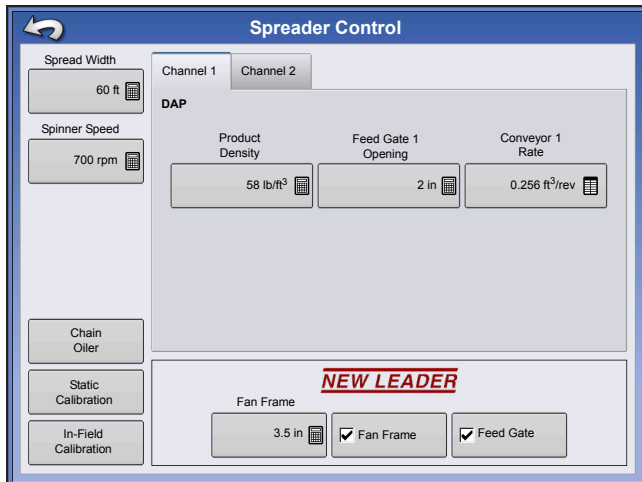 Spreader Control
Spread Width
60 ft
Spinner Speed
700 rpm
Channel 1
Channel 2
DAP
Product
Density
58 lb/ft³
Feed Gate 1
Opening
2 in
Conveyor 1
Rate
0.256 ft³/rev
Chain
Oiler
Static
Calibration
In-Field
Calibration
NEW LEADER
Fan Frame
3.5 in
Fan Frame
Feed Gate